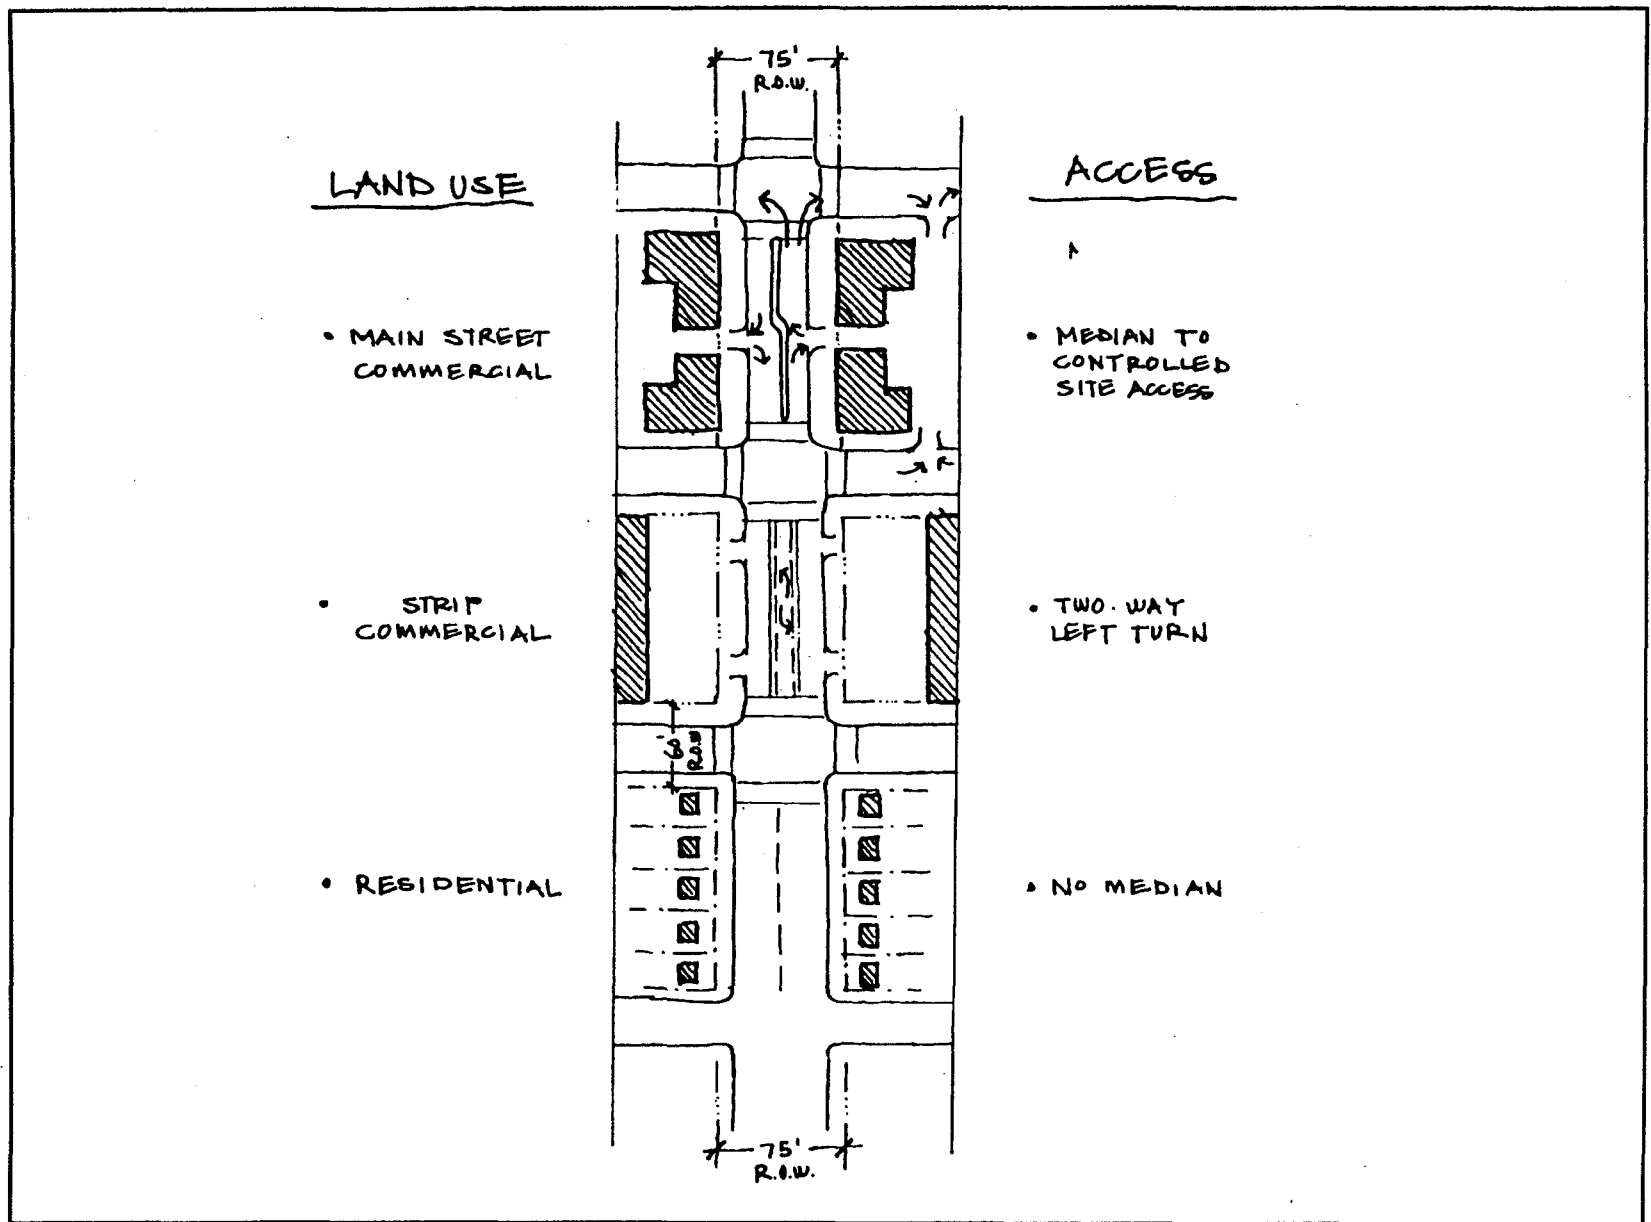 75'
R.O.W.
LAND USE
ACCESS
• MAIN STREET
COMMERCIAL
• MEDIAN TO
CONTROLLED
SITE ACCESS
• STRIP
COMMERCIAL
• TWO-WAY
LEFT TURN
60'
R.O.W
• RESIDENTIAL
• NO MEDIAN
75'
R.O.W.